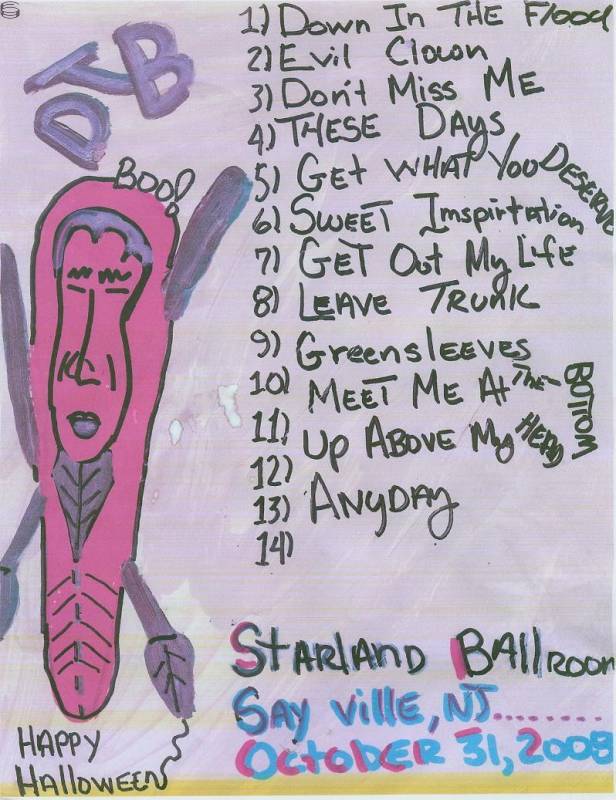 DTB
BOO!
1) Down In THE Flood
2) Evil Clown
3) Don't Miss ME
4) THESE Days
5) Get WHAT You DESERVE
6) SWEET Imspirtation
7) GET Out My Life
8) LEAVE TRUNK
9) Greensleeves
10) MEET ME At THE BOTTOM
11) Up ABOVE My HEAD
12)
13) ANYDAY
14)
STARLAND BAllROOM
SAy ville, NJ........
OctobER 31, 2008
HAPPY
HAlloWEEN